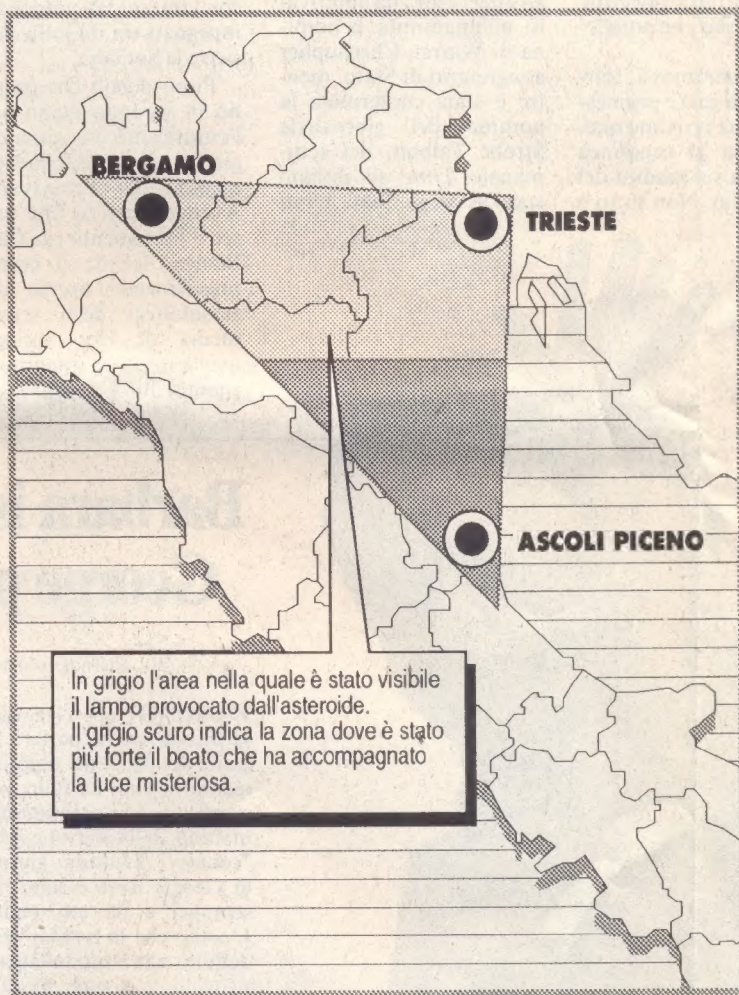 BERGAMO
TRIESTE
ASCOLI PICENO
In grigio l'area nella quale è stato visibile
il lampo provocato dall'asteroide.
Il grigio scuro indica la zona dove è stato
più forte il boato che ha accompagnato
la luce misteriosa.